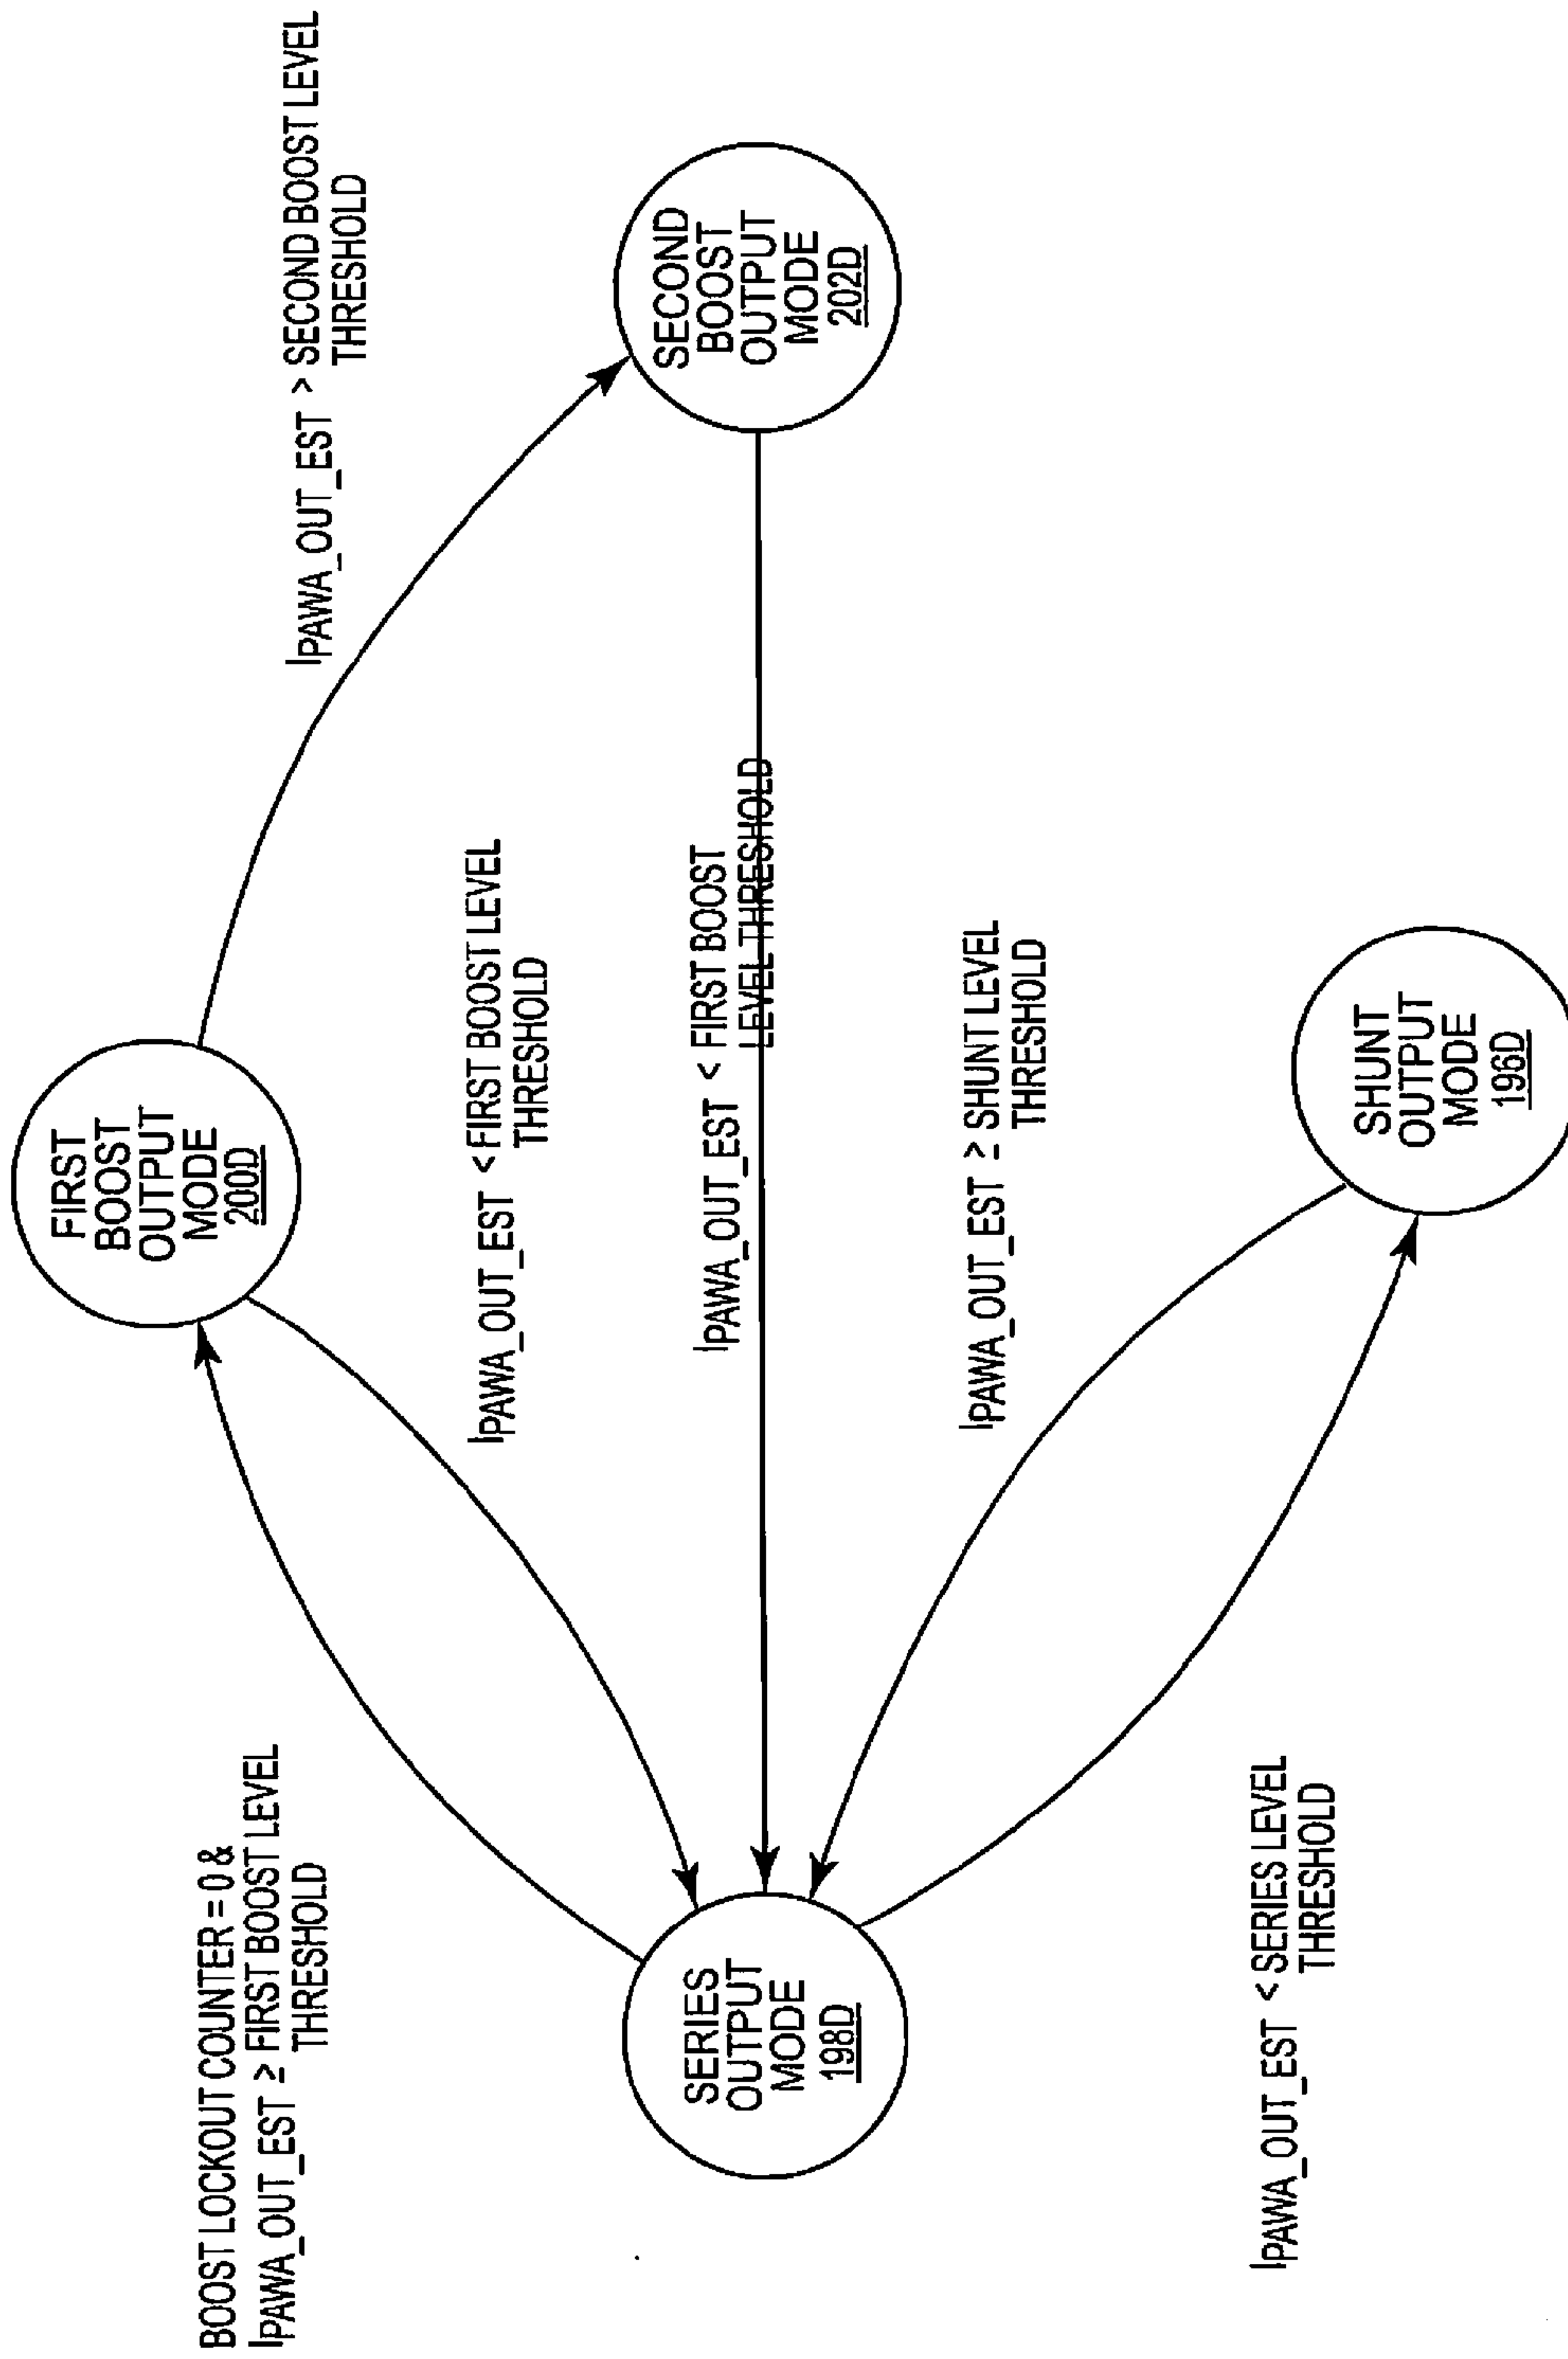 BOOST LOCKOUT COUNTER = 0 &
IPAWA_OUT_EST ≥ FIRST BOOST LEVEL
THRESHOLD
FIRST
BOOST
OUTPUT
MODE
200D
IPAWA_OUT_EST > SECOND BOOST LEVEL
THRESHOLD
IPAWA_OUT_EST < FIRST BOOST LEVEL
THRESHOLD
SERIES
OUTPUT
MODE
198D
IPAWA_OUT_EST < FIRST BOOST
LEVEL THRESHOLD
SECOND
BOOST
OUTPUT
MODE
202D
IPAWA_OUT_EST ≥ SHUNT LEVEL
THRESHOLD
IPAWA_OUT_EST < SERIES LEVEL
THRESHOLD
SHUNT
OUTPUT
MODE
196D